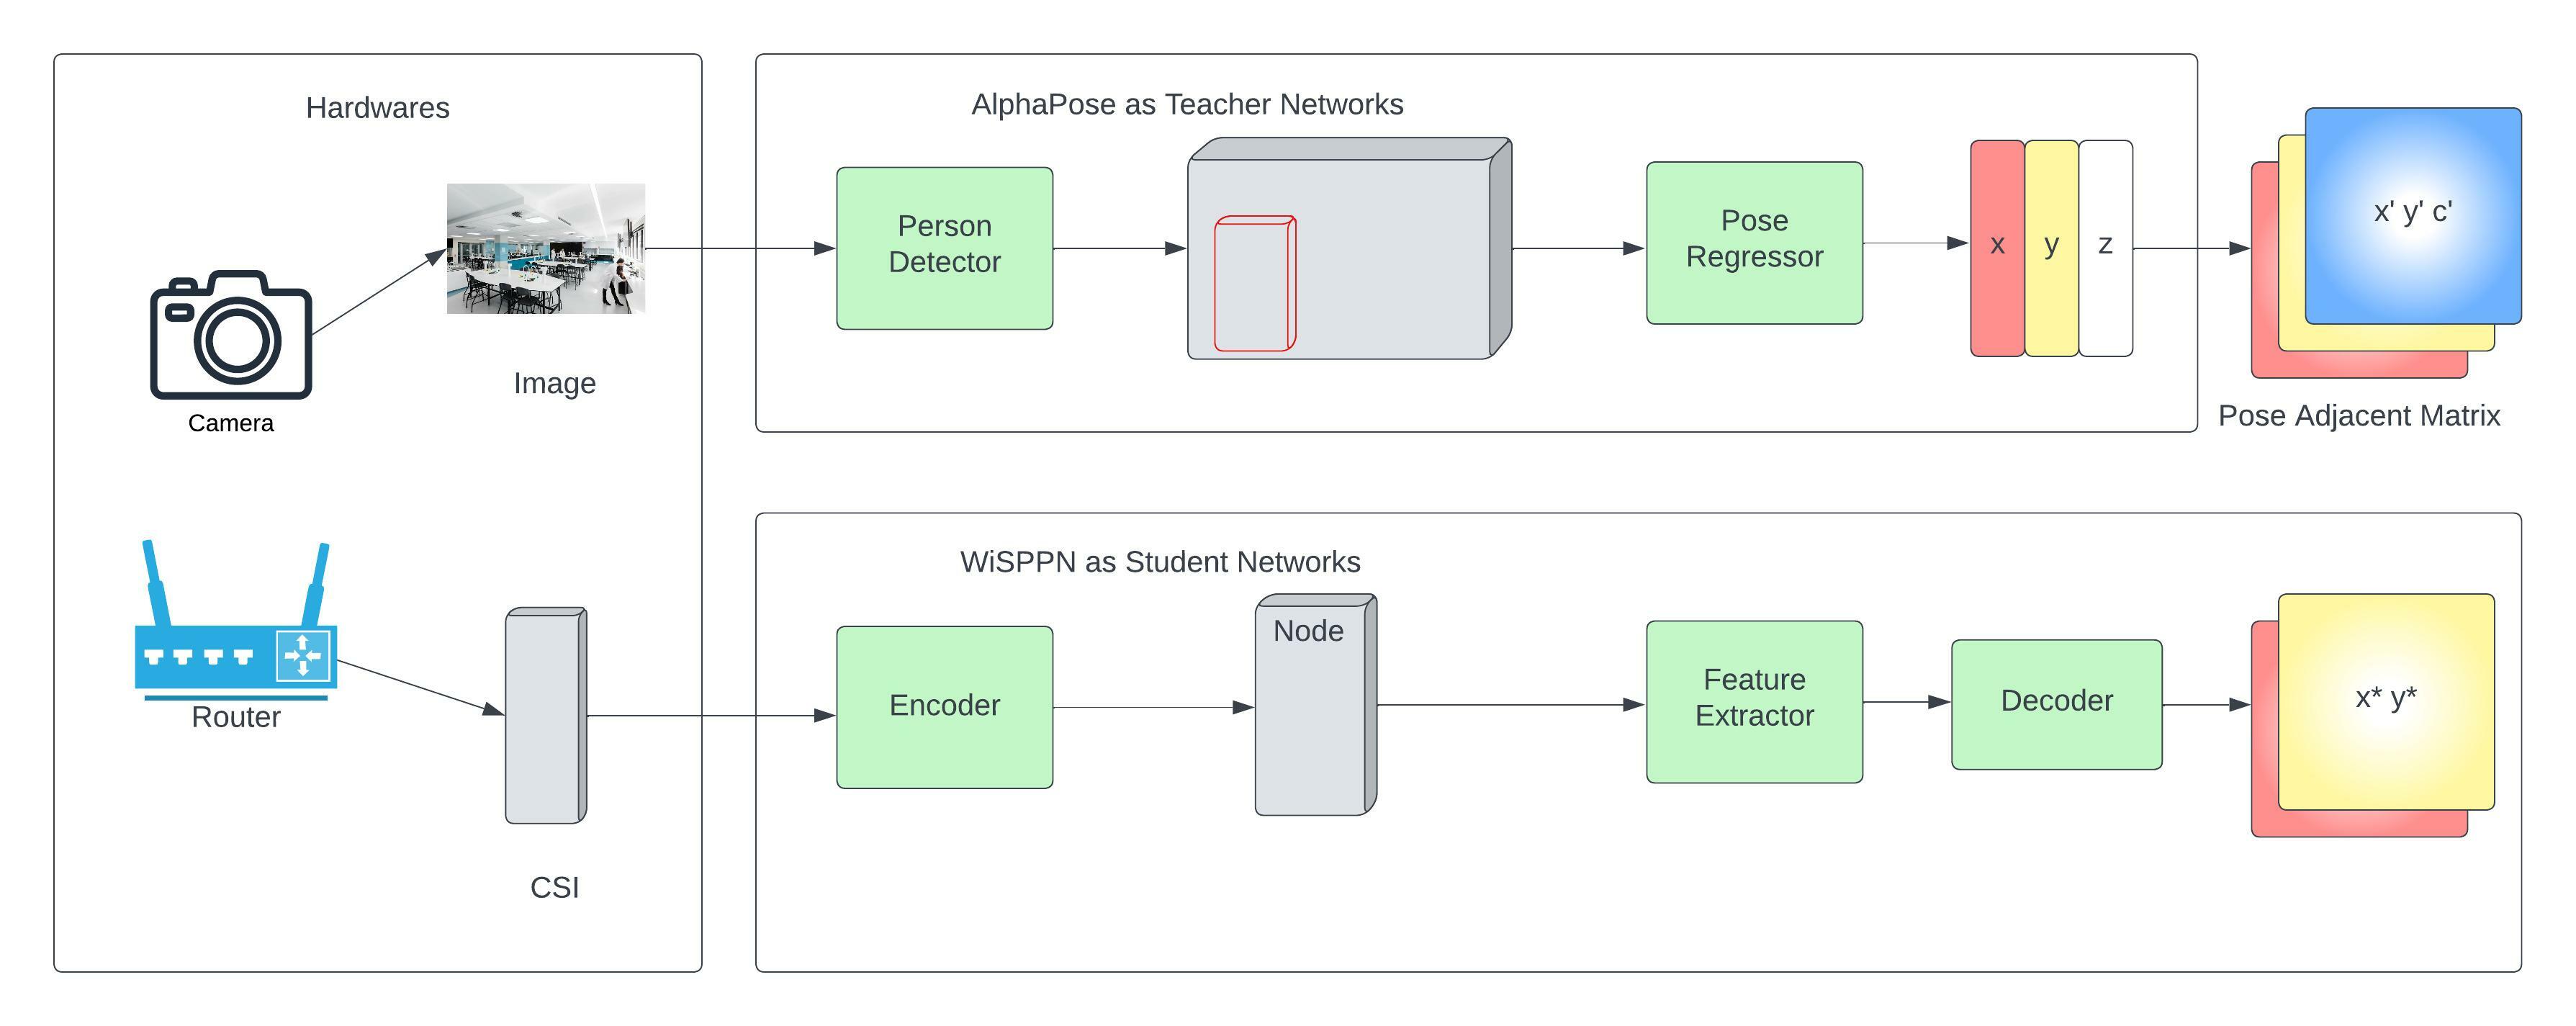 Hardwares
Camera
Image
Router
CSI
AlphaPose as Teacher Networks
Person
Detector
Pose
Regressor
x
y
z
x' y' c'
Pose Adjacent Matrix
WiSPPN as Student Networks
Encoder
Node
Feature
Extractor
Decoder
x* y*